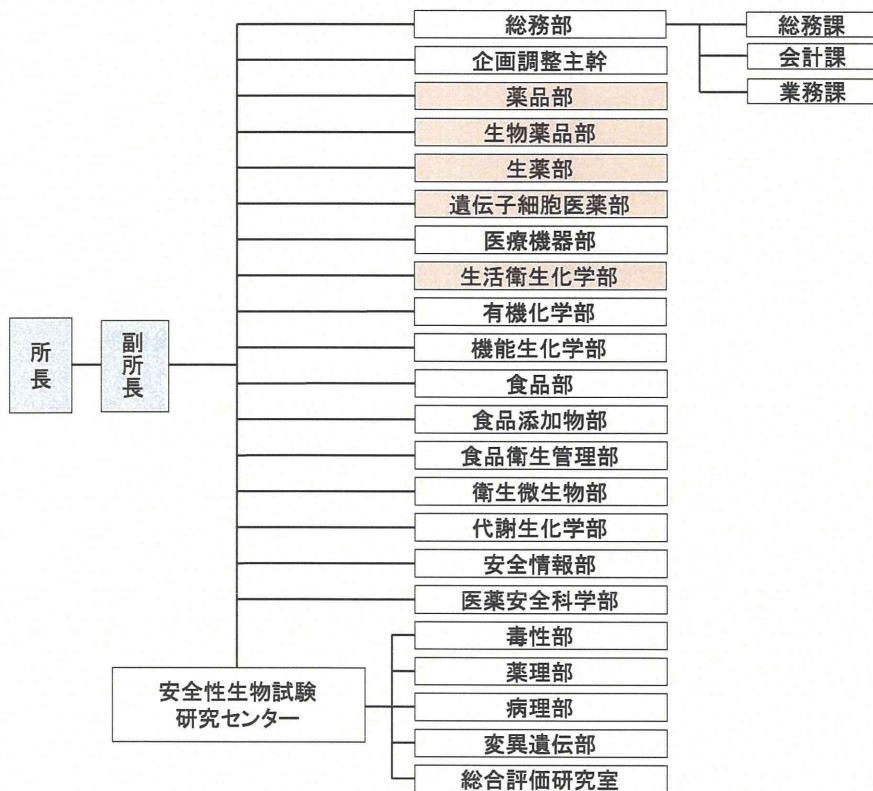 総務部
総務課
会計課
業務課
企画調整主幹
薬品部
生物薬品部
生薬部
遺伝子細胞医薬部
医療機器部
生活衛生化学部
有機化学部
機能生化学部
食品部
食品添加物部
食品衛生管理部
衛生微生物部
代謝生化学部
安全情報部
医薬安全科学部
所長
副所長
安全性生物試験
研究センター
毒性部
薬理部
病理部
変異遺伝部
総合評価研究室